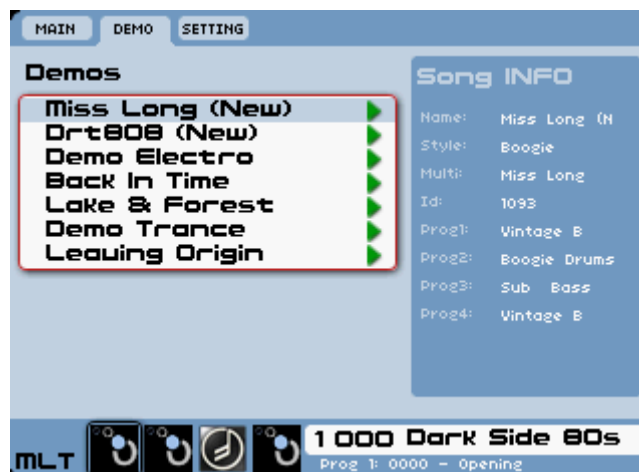 MAIN DEMO SETTING
Demos
Miss Long (New)
Drt808 (New)
Demo Electro
Back In Time
Lake & Forest
Demo Trance
Leaving Origin
Song INFO
Name: Miss Long (N
Style: Boogie
Multi: Miss Long
Id: 1093
Prog1: Vintage B
Prog2: Boogie Drums
Prog3: Sub Bass
Prog4: Vintage B
MLT
1 000 Dark Side 80s
Prog 1: 0000 - Opening